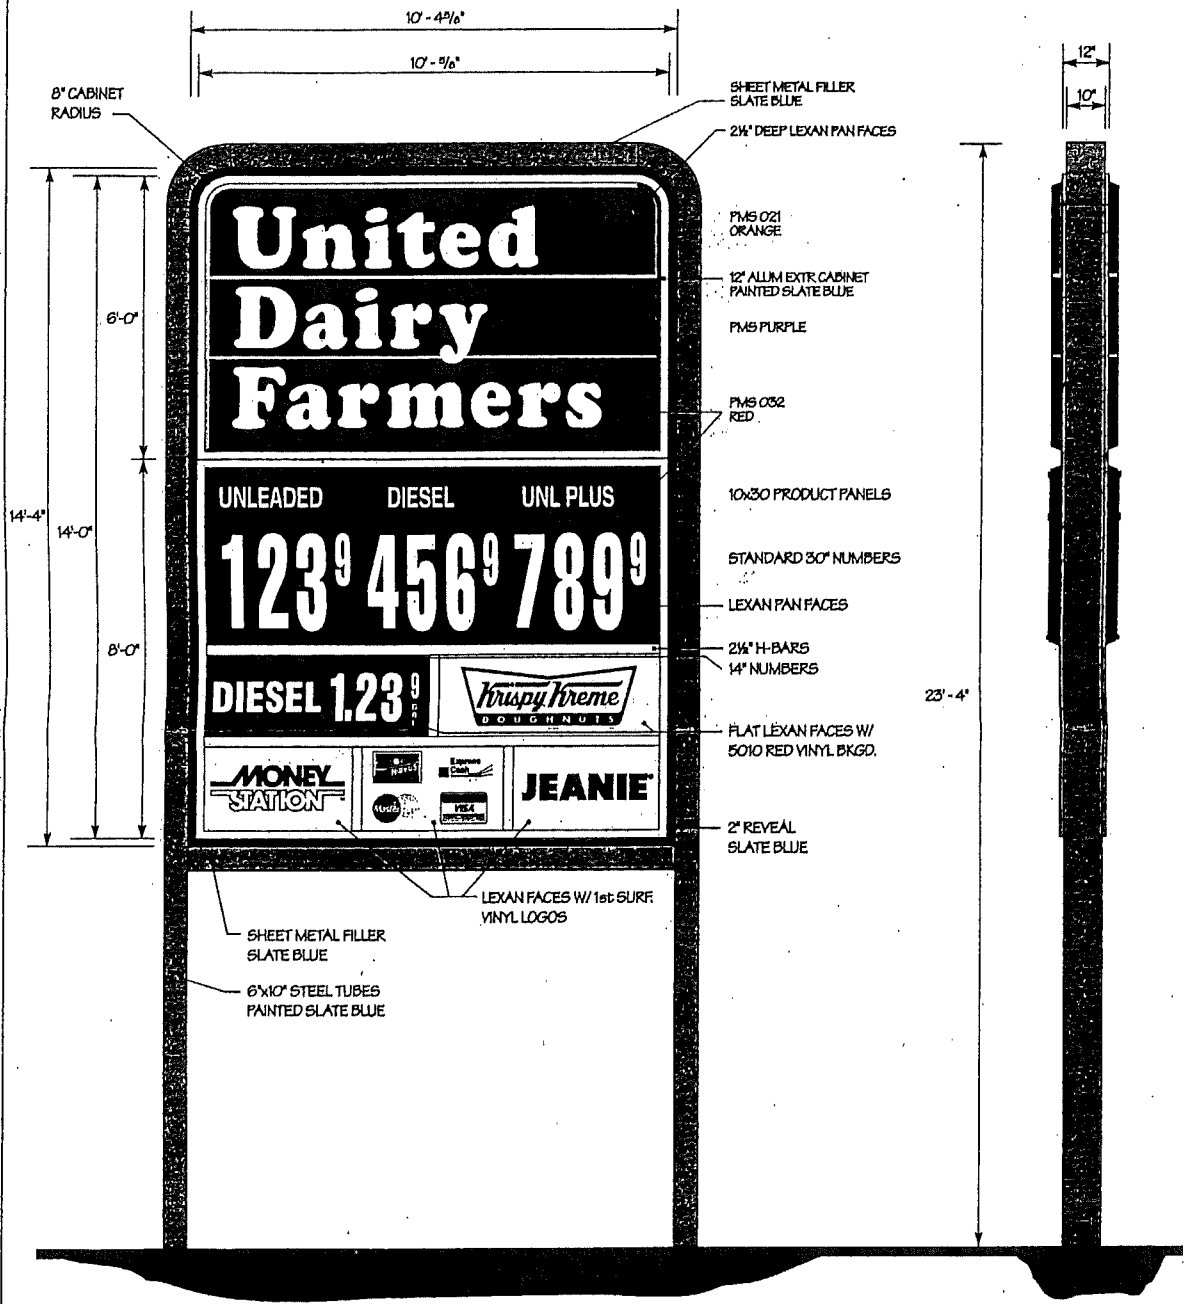 10'-4⅝"
10'-⅝"
12"
10"
8" CABINET
RADIUS
SHEET METAL FILLER
SLATE BLUE
2½" DEEP LEXAN PAN FACES
United
Dairy
Farmers
PMS 021
ORANGE
12" ALUM EXTR CABINET
PAINTED SLATE BLUE
PMS PURPLE
PMS 032
RED
6'-0"
14'-4"
14'-0"
8'-0"
23'-4"
UNLEADED DIESEL UNL PLUS
123⁹ 456⁹ 789⁹
10x30 PRODUCT PANELS
STANDARD 30" NUMBERS
LEXAN PAN FACES
2½" H-BARS
14" NUMBERS
DIESEL 1.23⁹
Krispy Kreme
DOUGHNUTS
FLAT LEXAN FACES W/
5010 RED VINYL BKGD.
MONEY
STATION
Express
Cash
VISA
JEANIE
2" REVEAL
SLATE BLUE
LEXAN FACES W/ 1st SURF.
VINYL LOGOS
SHEET METAL FILLER
SLATE BLUE
6"x10" STEEL TUBES
PAINTED SLATE BLUE